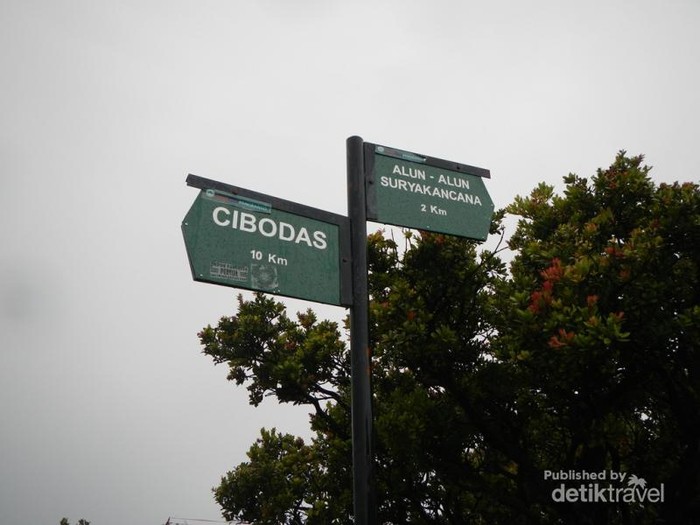 CIBODAS
10 Km
ALUN - ALUN
SURYAKANCANA
2 Km
Published by
detiktravel